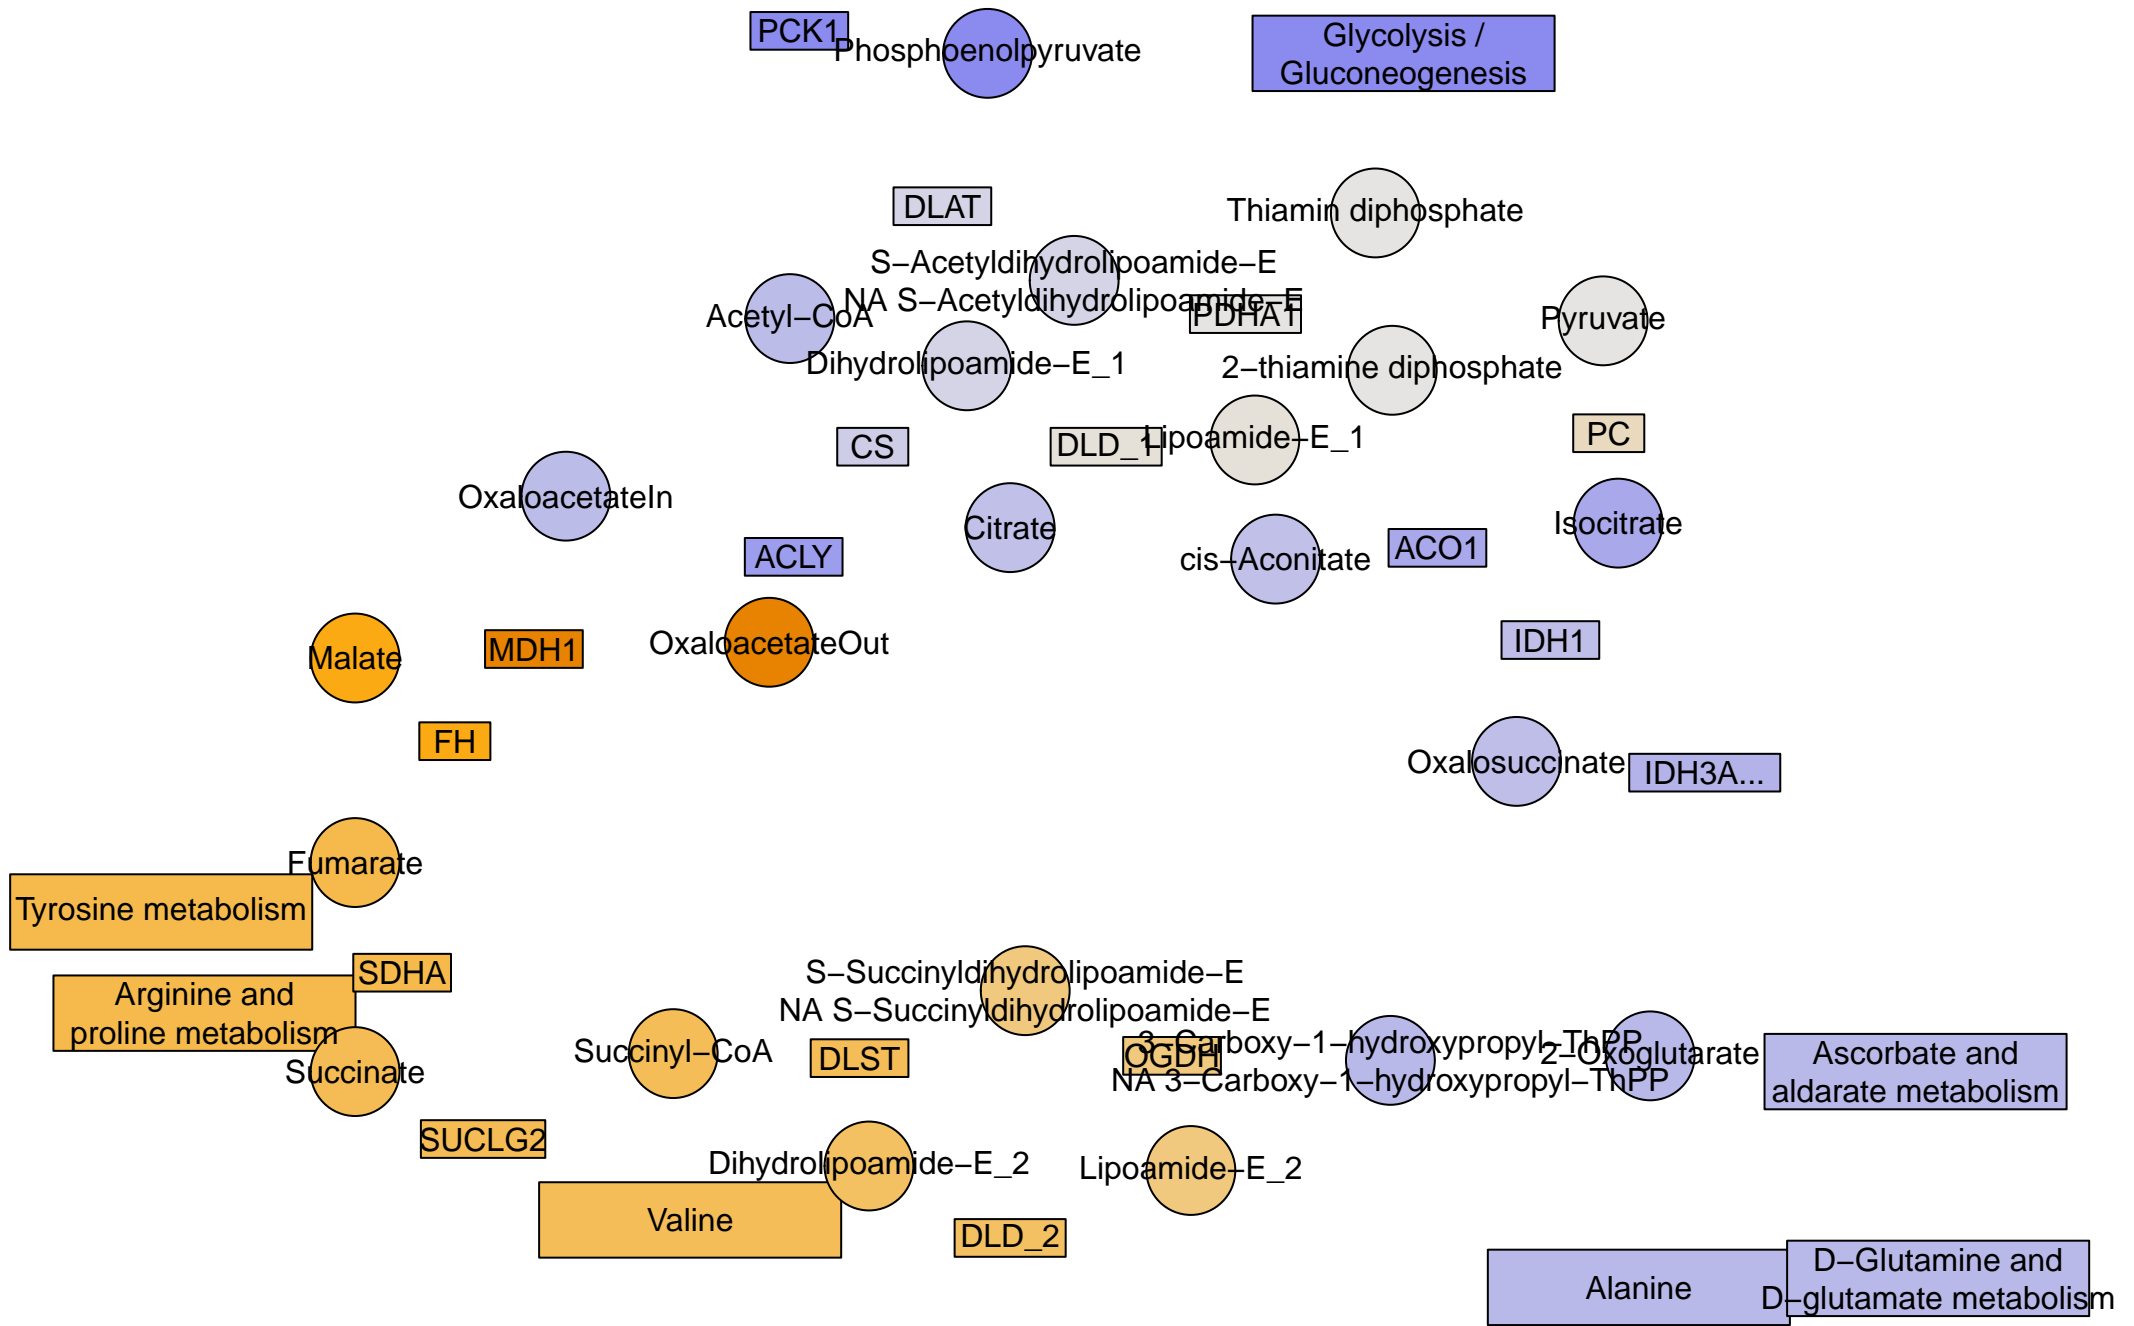 PCK1
Phosphoenolpyruvate
Glycolysis /
Gluconeogenesis
DLAT
Thiamin diphosphate
S−Acetyldihydrolipoamide−E
NA S−Acetyldihydrolipoamide−E
Acetyl−CoA
PDHA1
Pyruvate
Dihydrolipoamide−E_1
2−thiamine diphosphate
CS
DLD_1
Lipoamide−E_1
PC
OxaloacetateIn
Citrate
Isocitrate
ACLY
cis−Aconitate
ACO1
Malate
MDH1
OxaloacetateOut
IDH1
FH
Oxalosuccinate
IDH3A...
Fumarate
Tyrosine metabolism
SDHA
Arginine and
proline metabolism
Succinate
S−Succinyldihydrolipoamide−E
NA S−Succinyldihydrolipoamide−E
Succinyl−CoA
DLST
OGDH
3−Carboxy−1−hydroxypropyl−ThPP
NA 3−Carboxy−1−hydroxypropyl−ThPP
2−Oxoglutarate
Ascorbate and
aldarate metabolism
SUCLG2
Dihydrolipoamide−E_2
Lipoamide−E_2
Valine
DLD_2
Alanine
D−Glutamine and
D−glutamate metabolism